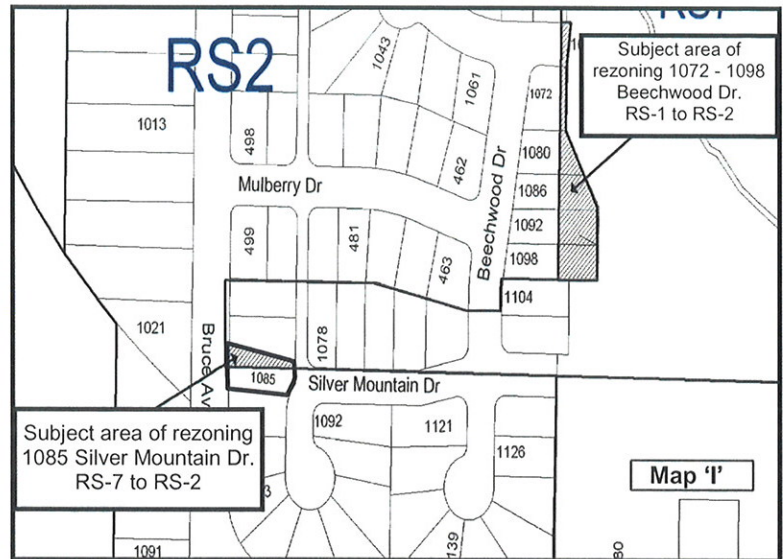 RS2
1043
1061
1072
1013
498
462
1080
1086
1092
1098
Mulberry Dr
Beechwood Dr
499
481
463
1104
1021
Bruce Av
1078
1085
Silver Mountain Dr
1092
1121
1126
1091
139
80
Subject area of
rezoning 1072 - 1098
Beechwood Dr.
RS-1 to RS-2
Subject area of rezoning
1085 Silver Mountain Dr.
RS-7 to RS-2
Map 'I'